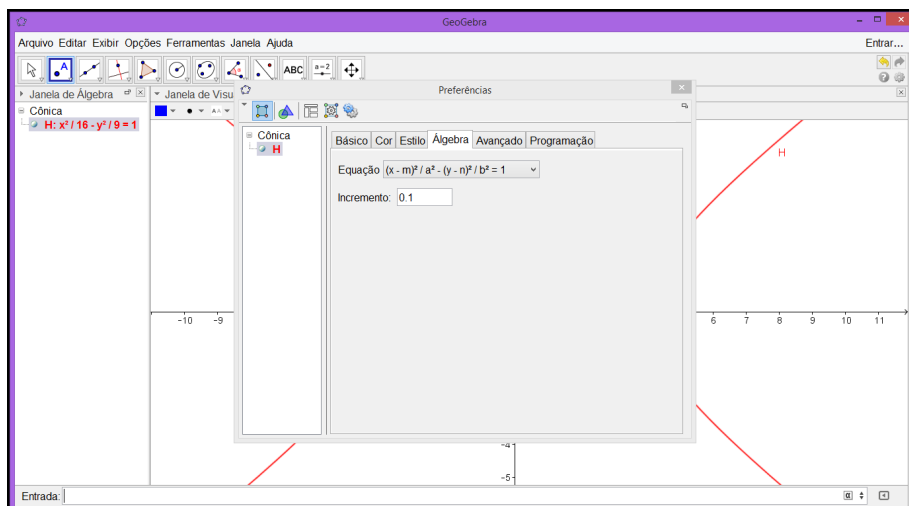 GeoGebra
Arquivo Editar Exibir Opções Ferramentas Janela Ajuda
Entrar...
A
ABC
a=2
Janela de Álgebra
Janela de Visu
Preferências
Cônica
H: x² / 16 - y² / 9 = 1
Cônica
H
Básico Cor Estilo Álgebra Avançado Programação
Equação (x - m)² / a² - (y - n)² / b² = 1
Incremento: 0.1
H
-10 -9 6 7 8 9 10 11
-4
-5
Entrada:
α